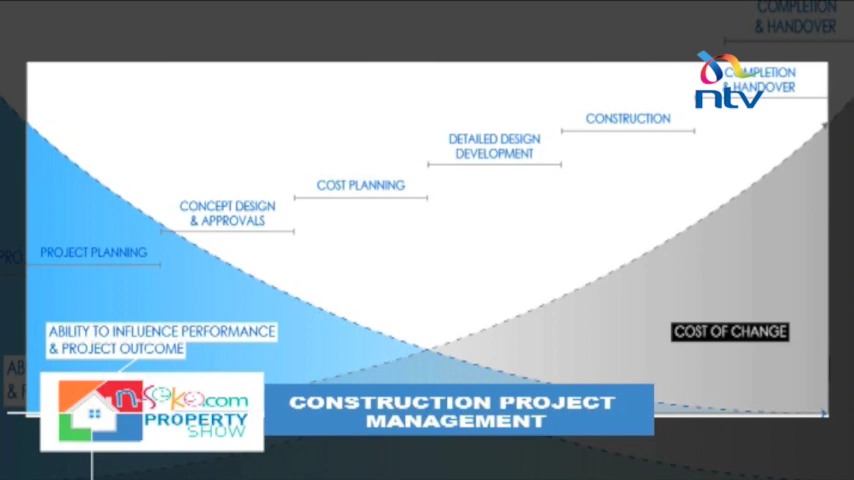 COMPLETION
& HANDOVER
COMPLETION
& HANDOVER
ntv
CONSTRUCTION
DETAILED DESIGN
DEVELOPMENT
COST PLANNING
CONCEPT DESIGN
& APPROVALS
PROJECT PLANNING
ABILITY TO INFLUENCE PERFORMANCE
& PROJECT OUTCOME
COST OF CHANGE
n-soko.com
PROPERTY
SHOW
CONSTRUCTION PROJECT
MANAGEMENT